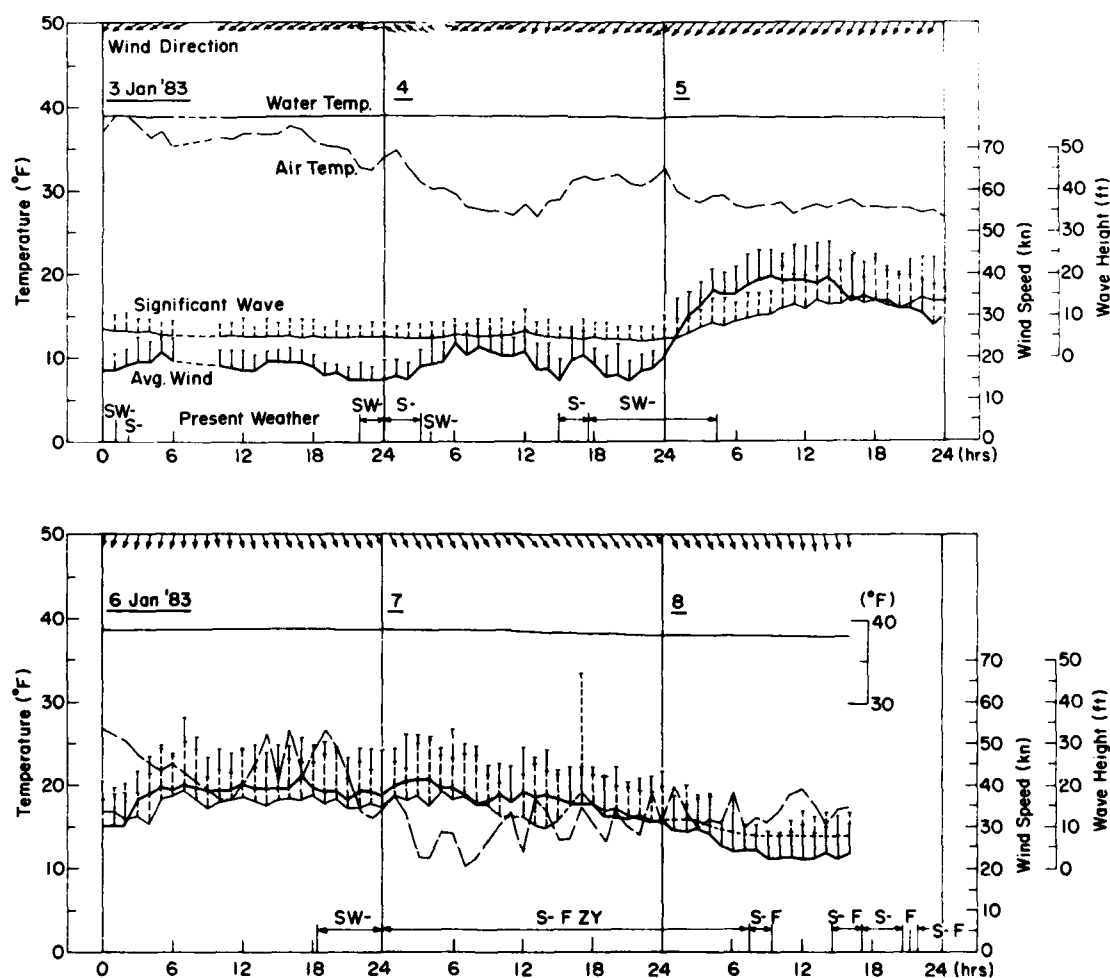 50
Wind Direction
3 Jan '83 4 5
40
Water Temp.
Air Temp.
30
20
Significant Wave
10
Avg. Wind
SW- S- Present Weather SW- S- SW- S- SW-
0
0 6 12 18 24 6 12 18 24 6 12 18 24 (hrs)
Temperature (°F)
70
60
50
40
30
20
10
0
Wind Speed (kn)
50
40
30
20
10
0
Wave Height (ft)
50
6 Jan '83 7 8
(°F)
40
30
40
30
20
10
SW- S- F ZY S- F S- F S- F S- F
0
0 6 12 18 24 6 12 18 24 6 12 18 24 (hrs)
Temperature (°F)
70
60
50
40
30
20
10
0
Wind Speed (kn)
50
40
30
20
10
0
Wave Height (ft)